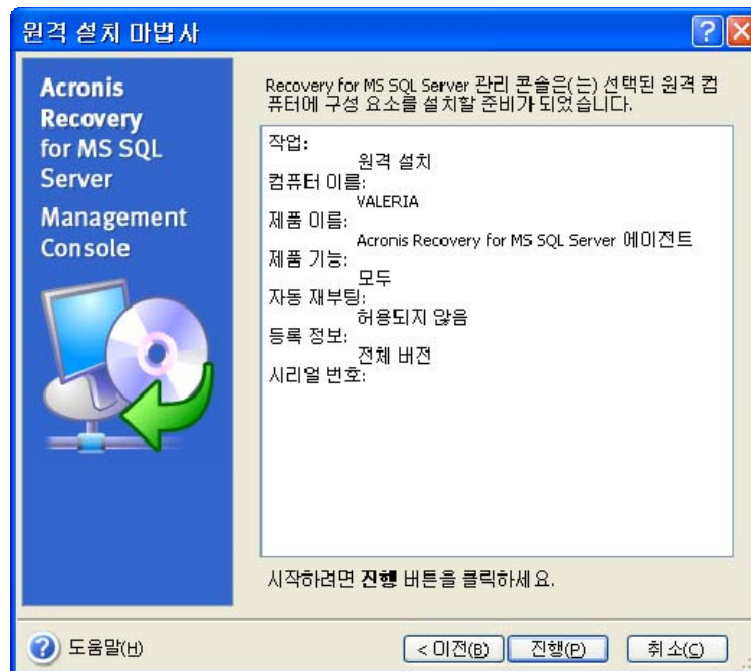 원격 설치 마법사
Acronis
Recovery
for MS SQL
Server
Management
Console
Recovery for MS SQL Server 관리 콘솔은(는) 선택된 원격 컴
퓨터에 구성 요소를 설치할 준비가 되었습니다.
작업:
원격 설치
컴퓨터 이름:
VALERIA
제품 이름:
Acronis Recovery for MS SQL Server 에이전트
제품 기능:
모두
자동 재부팅:
허용되지 않음
등록 정보:
전체 버전
시리얼 번호:
시작하려면 진행 버튼을 클릭하세요.
도움말(H)
< 이전(B)
진행(P)
취소(C)